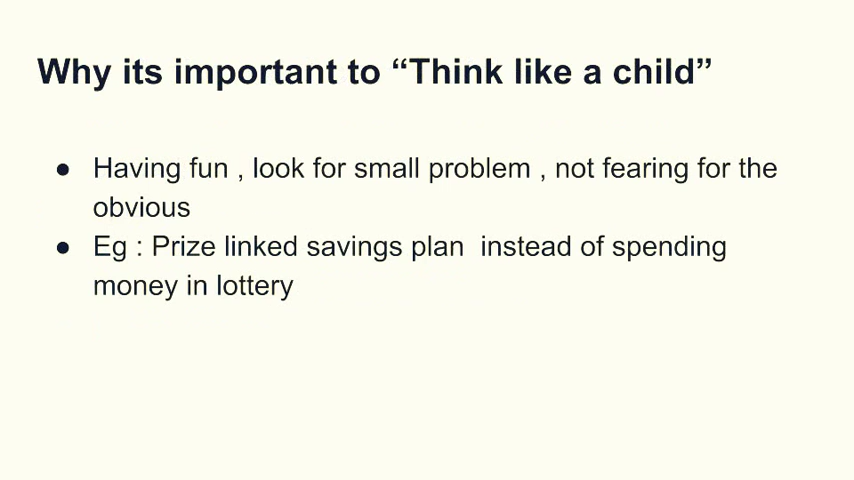 Why its important to “Think like a child”
● Having fun , look for small problem , not fearing for the
obvious
● Eg : Prize linked savings plan  instead of spending
money in lottery